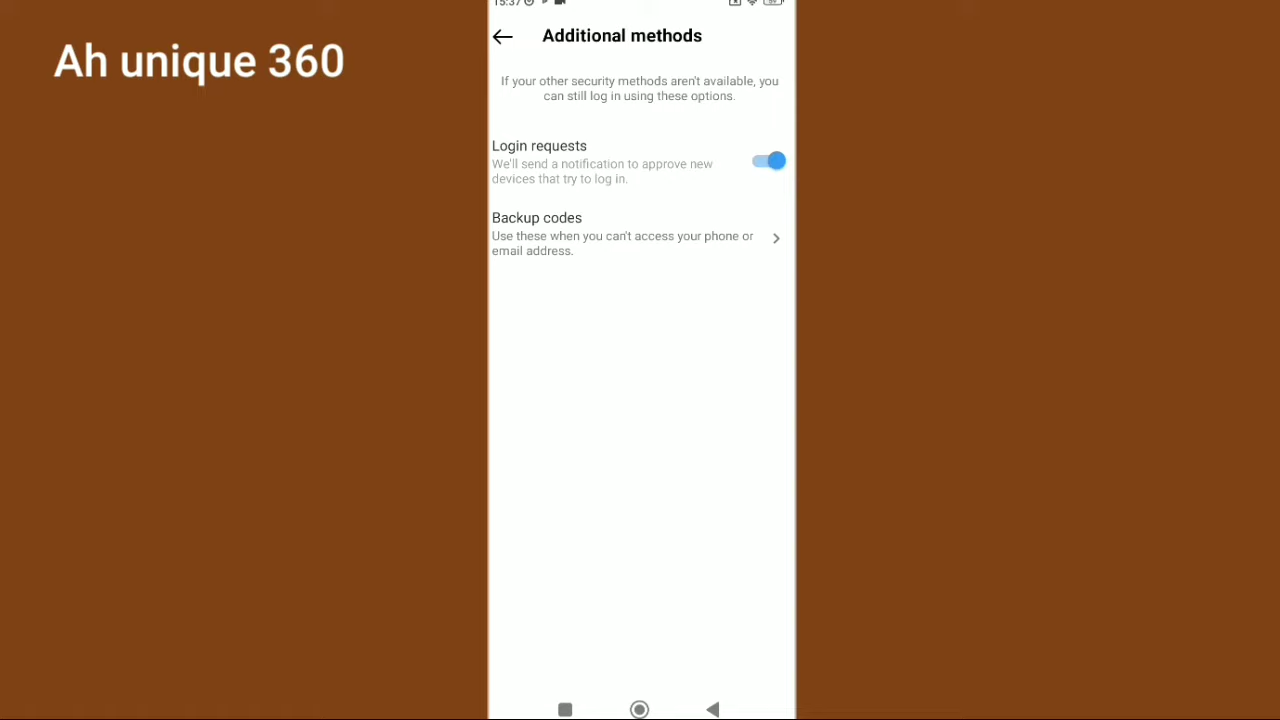 Ah unique 360
15:37
Additional methods
If your other security methods aren't available, you
can still log in using these options.
Login requests
We'll send a notification to approve new
devices that try to log in.
Backup codes
Use these when you can't access your phone or
email address.